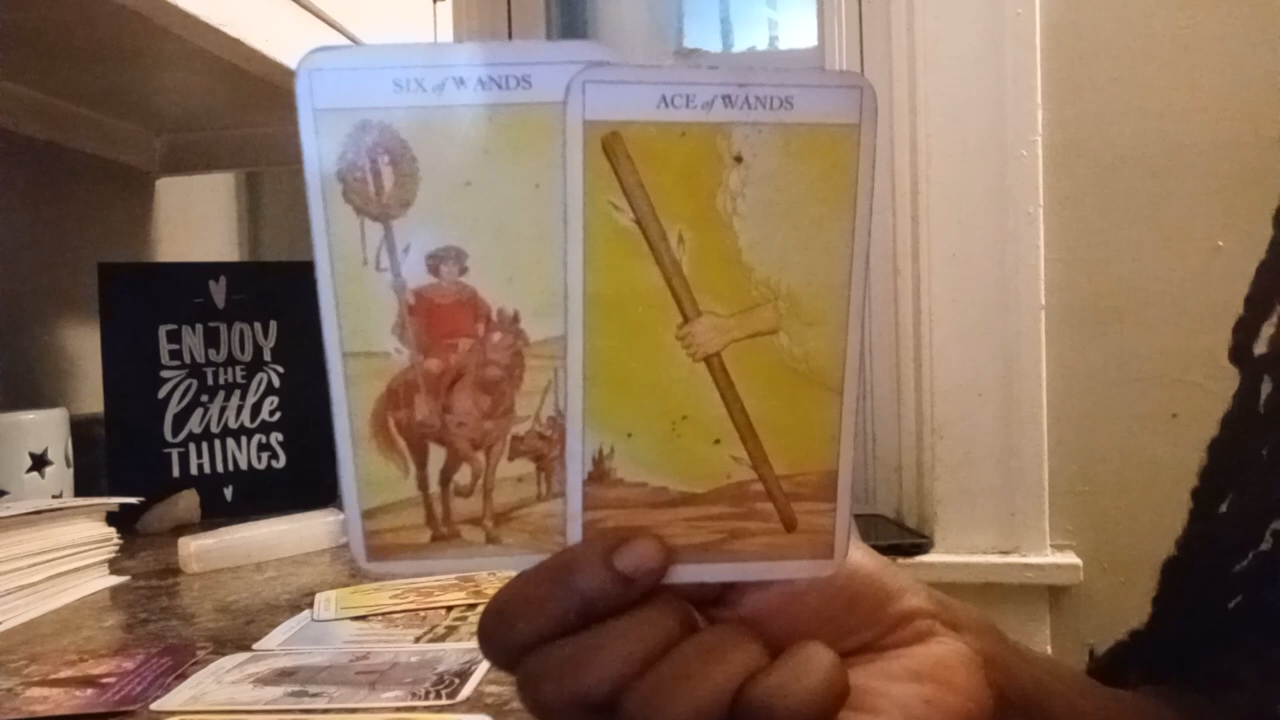 SIX of WANDS
ACE of WANDS
ENJOY
THE
little
THINGS